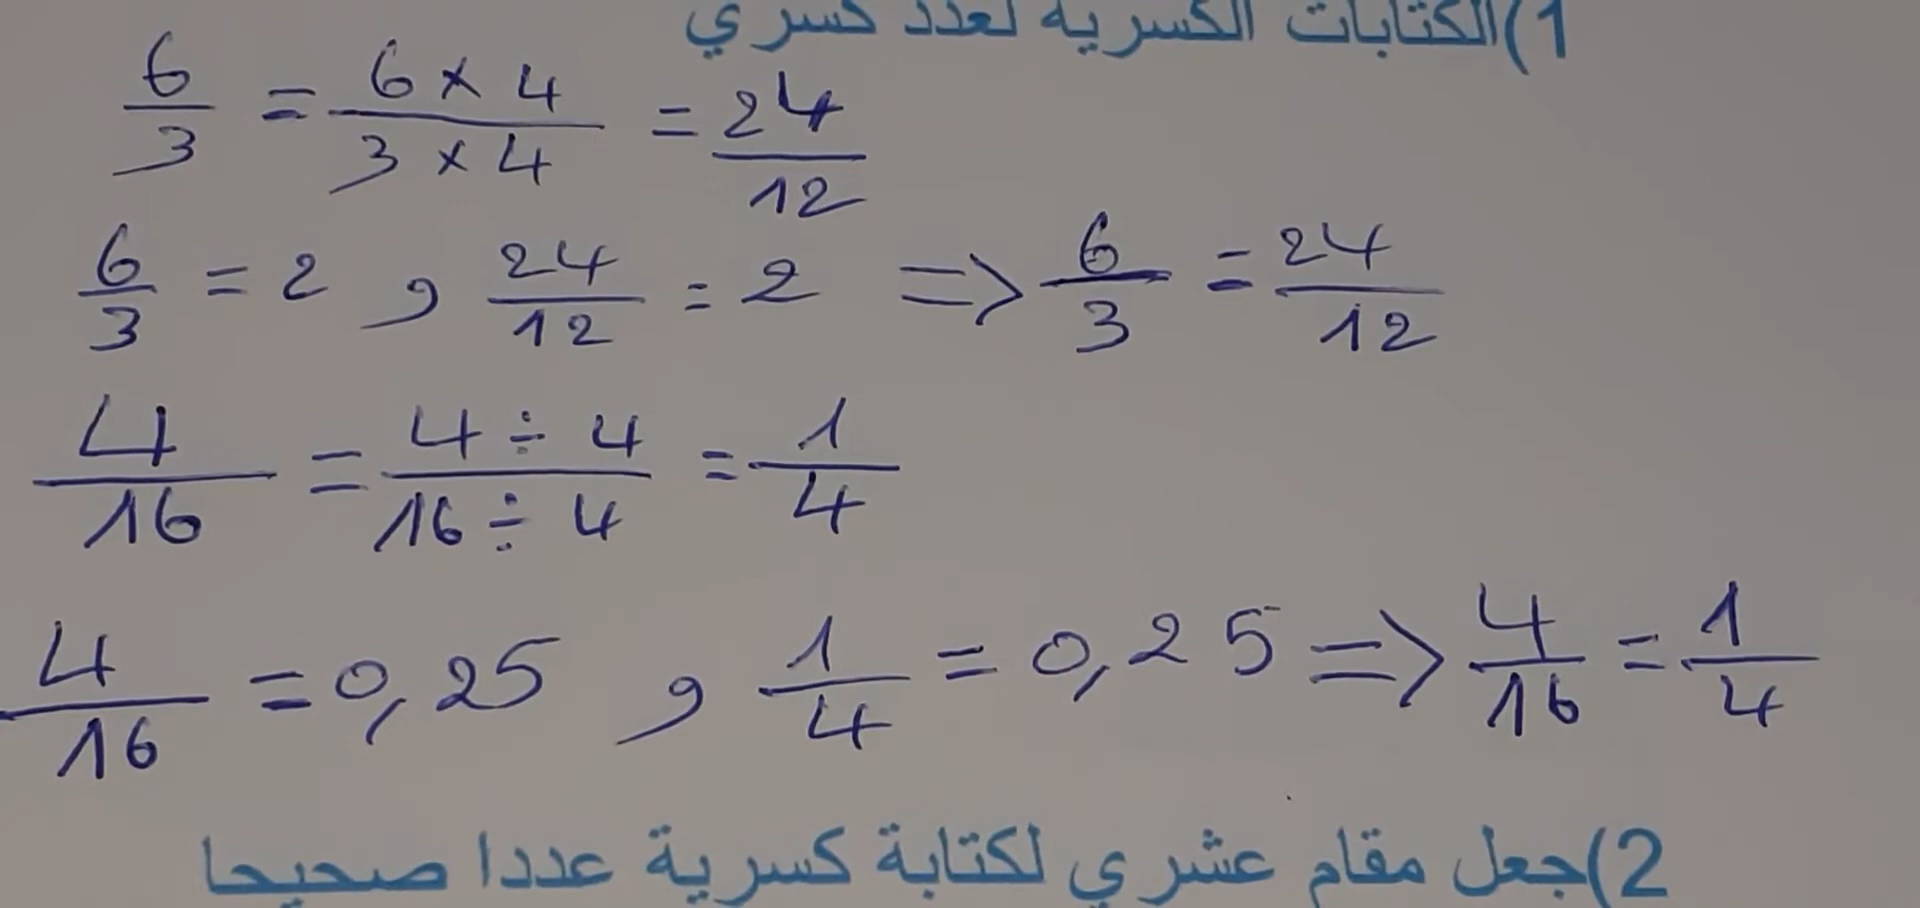 1)الكتابات الكسرية لعدد كسري
6/3 = 6 × 4 / 3 × 4 = 24/12
6/3 = 2 و 24/12 = 2 => 6/3 = 24/12
4/16 = 4 ÷ 4 / 16 ÷ 4 = 1/4
4/16 = 0,25 و 1/4 = 0,25 => 4/16 = 1/4
2)جعل مقام عشري لكتابة كسرية عددا صحيحا